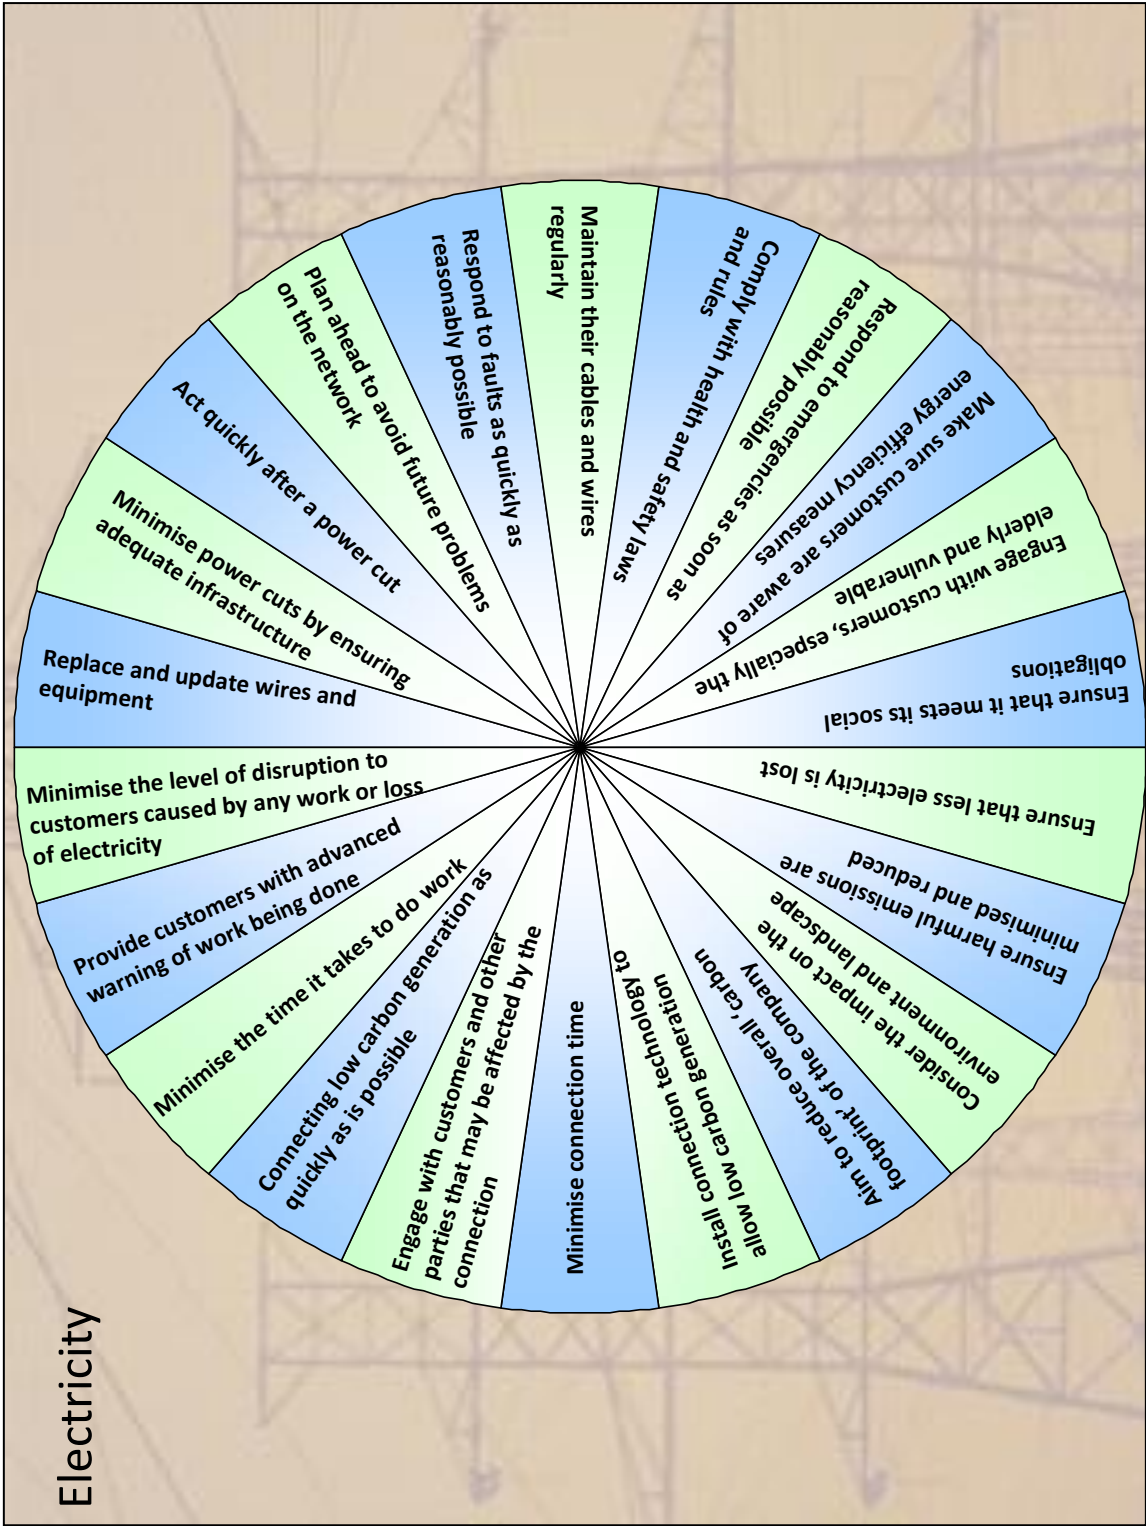 Electricity
Maintain their cables and wires
regularly
Comply with health and safety laws
and rules
Respond to emergencies as soon as
reasonably possible
Make sure customers are aware of
energy efficiency measures
Engage with customers, especially the
elderly and vulnerable
Ensure that it meets its social
obligations
Ensure that less electricity is lost
Ensure harmful emissions are
minimised and reduced
Consider the impact on the
environment and landscape
Aim to reduce overall ‘carbon
footprint’ of the company
Install connection technology to
allow low carbon generation
Minimise connection time
Engage with customers and other
parties that may be affected by the
connection
Connecting low carbon generation as
quickly as is possible
Minimise the time it takes to do work
Provide customers with advanced
warning of work being done
Minimise the level of disruption to
customers caused by any work or loss
of electricity
Replace and update wires and
equipment
Minimise power cuts by ensuring
adequate infrastructure
Act quickly after a power cut
Plan ahead to avoid future problems
on the network
Respond to faults as quickly as
reasonably possible